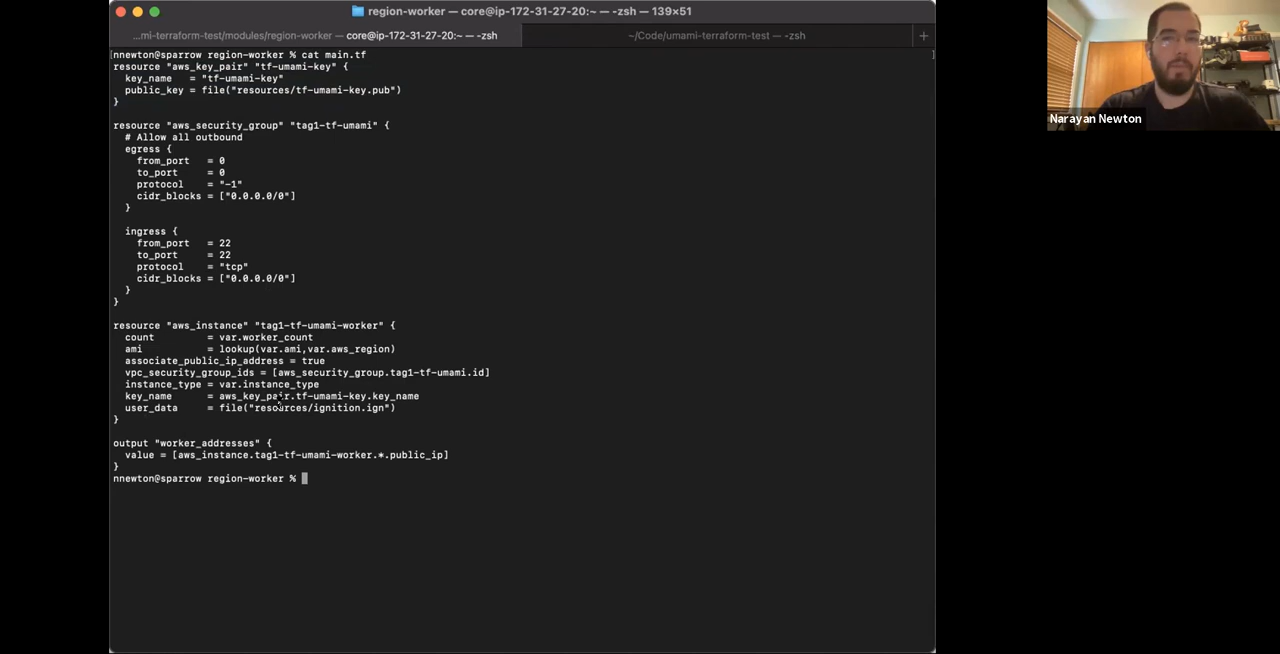 region-worker — core@ip-172-31-27-20:~ — -zsh — 139×51
...mi-terraform-test/modules/region-worker — core@ip-172-31-27-20:~ — -zsh
~/Code/umami-terraform-test — -zsh
+
[nnewton@sparrow region-worker % cat main.tf ]
resource "aws_key_pair" "tf-umami-key" {
  key_name   = "tf-umami-key"
  public_key = file("resources/tf-umami-key.pub")
}
resource "aws_security_group" "tag1-tf-umami" {
  # Allow all outbound
  egress {
    from_port   = 0
    to_port     = 0
    protocol    = "-1"
    cidr_blocks = ["0.0.0.0/0"]
  }
  ingress {
    from_port   = 22
    to_port     = 22
    protocol    = "tcp"
    cidr_blocks = ["0.0.0.0/0"]
  }
}
resource "aws_instance" "tag1-tf-umami-worker" {
  count         = var.worker_count
  ami           = lookup(var.ami,var.aws_region)
  associate_public_ip_address = true
  vpc_security_group_ids = [aws_security_group.tag1-tf-umami.id]
  instance_type = var.instance_type
  key_name      = aws_key_pair.tf-umami-key.key_name
  user_data     = file("resources/ignition.ign")
}
output "worker_addresses" {
  value = [aws_instance.tag1-tf-umami-worker.*.public_ip]
}
nnewton@sparrow region-worker %
Narayan Newton